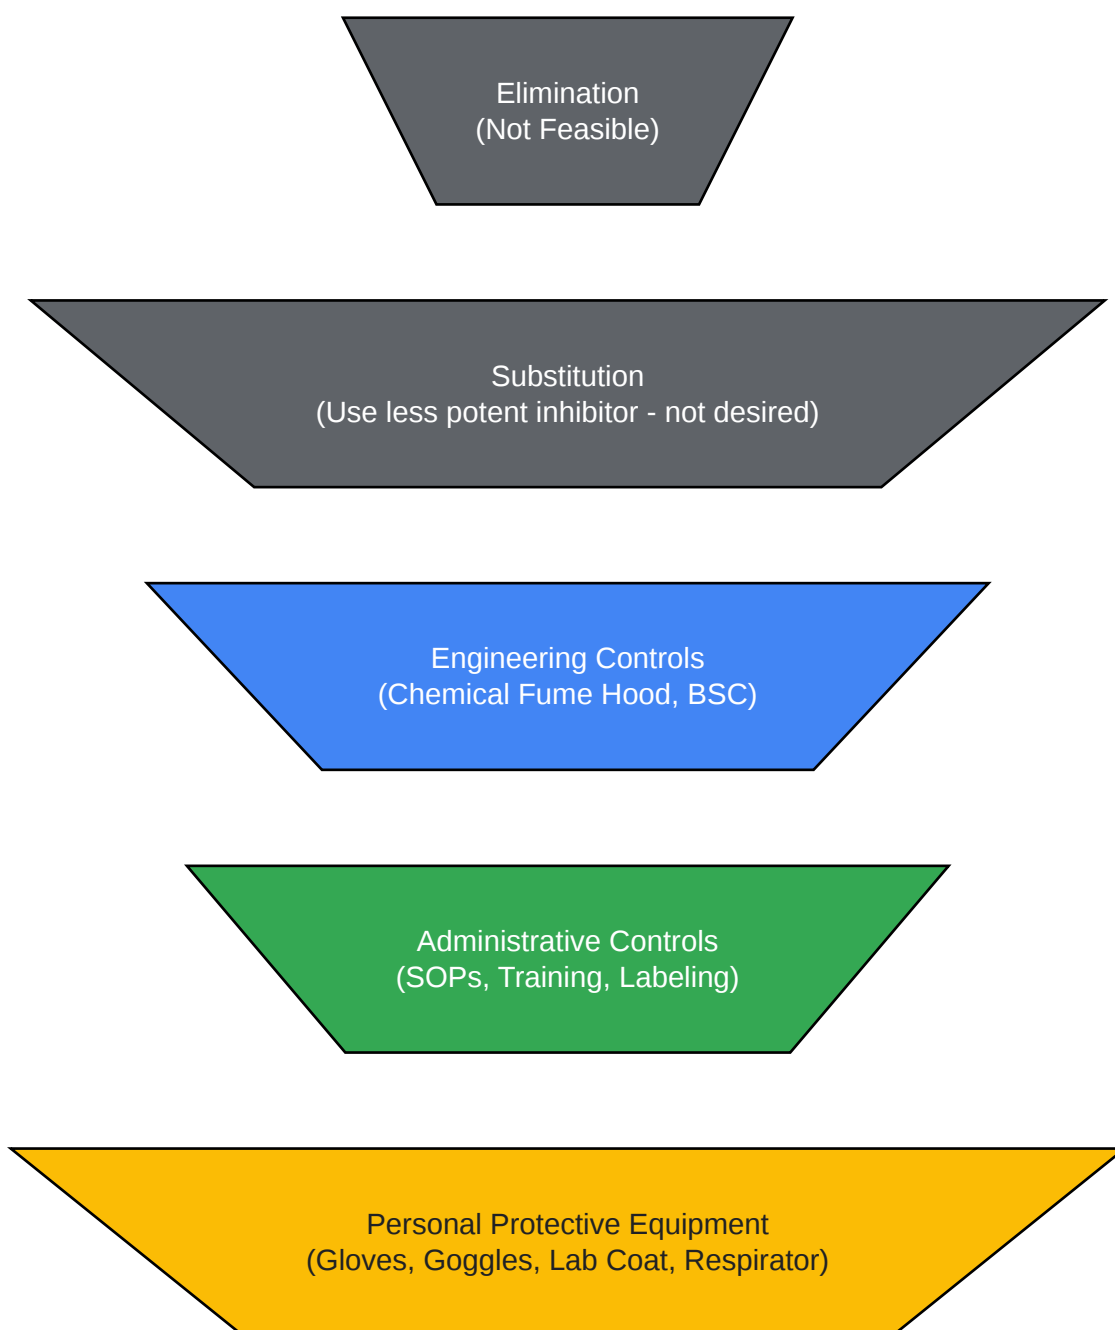 Elimination
(Not Feasible)
Substitution
(Use less potent inhibitor - not desired)
Engineering Controls
(Chemical Fume Hood, BSC)
Administrative Controls
(SOPs, Training, Labeling)
Personal Protective Equipment
(Gloves, Goggles, Lab Coat, Respirator)